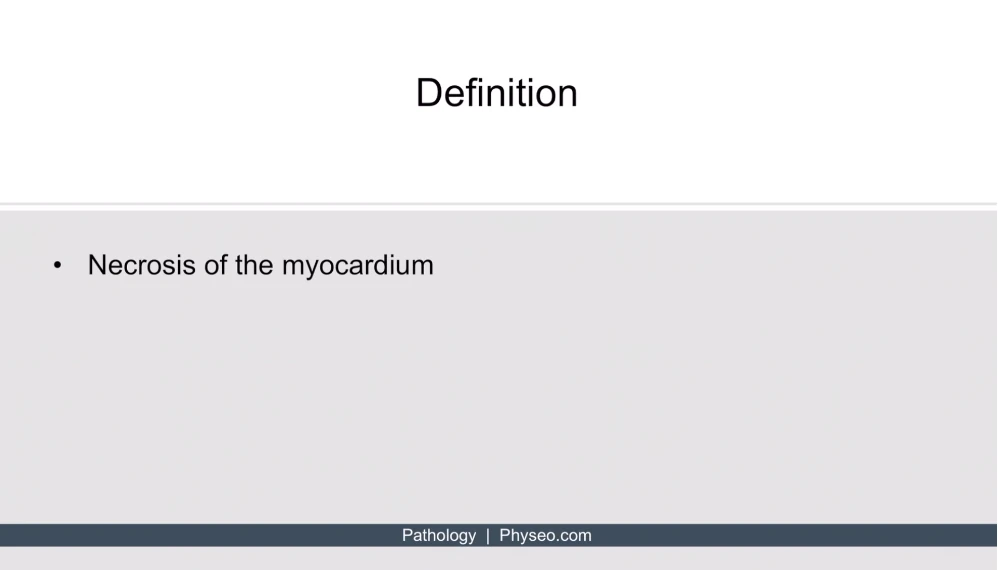 Definition
• Necrosis of the myocardium
Pathology | Physeo.com